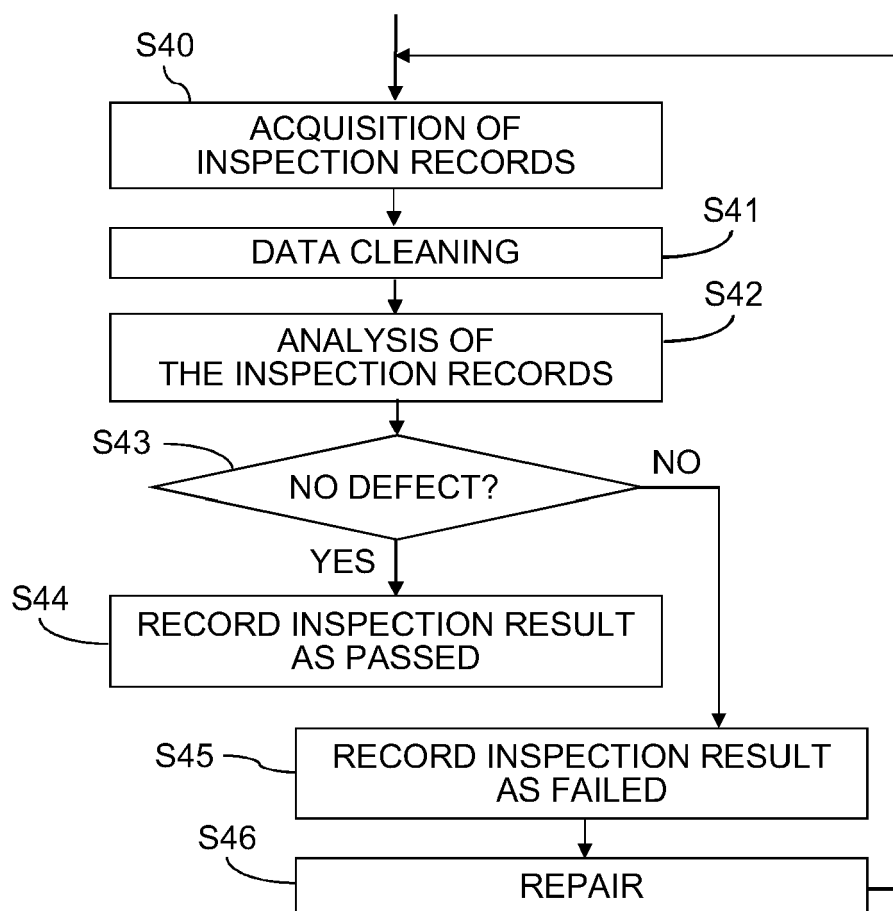 S40
ACQUISITION OF
INSPECTION RECORDS
S41
DATA CLEANING
S42
ANALYSIS OF
THE INSPECTION RECORDS
S43
NO DEFECT?
NO
YES
S44
RECORD INSPECTION RESULT
AS PASSED
S45
RECORD INSPECTION RESULT
AS FAILED
S46
REPAIR